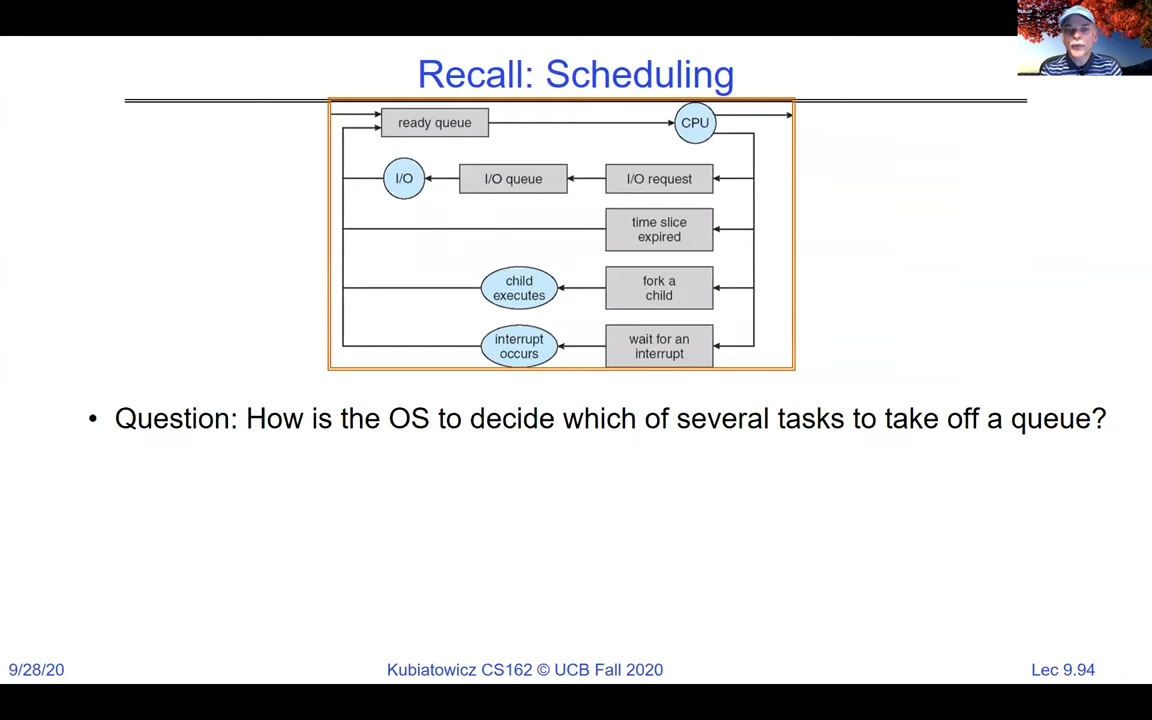 Recall: Scheduling
ready queue
CPU
I/O
I/O queue
I/O request
time slice
expired
child
executes
fork a
child
interrupt
occurs
wait for an
interrupt
• Question: How is the OS to decide which of several tasks to take off a queue?
9/28/20
Kubiatowicz CS162 © UCB Fall 2020
Lec 9.94